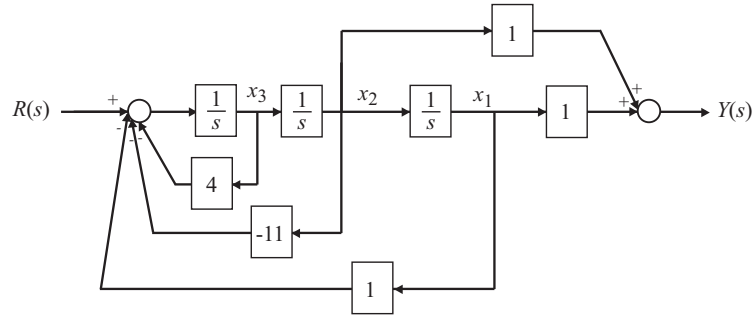 1
R(s) + 1/s x₃ 1/s x₂ 1/s x₁ 1 + + Y(s)
- - -
4
-11
1